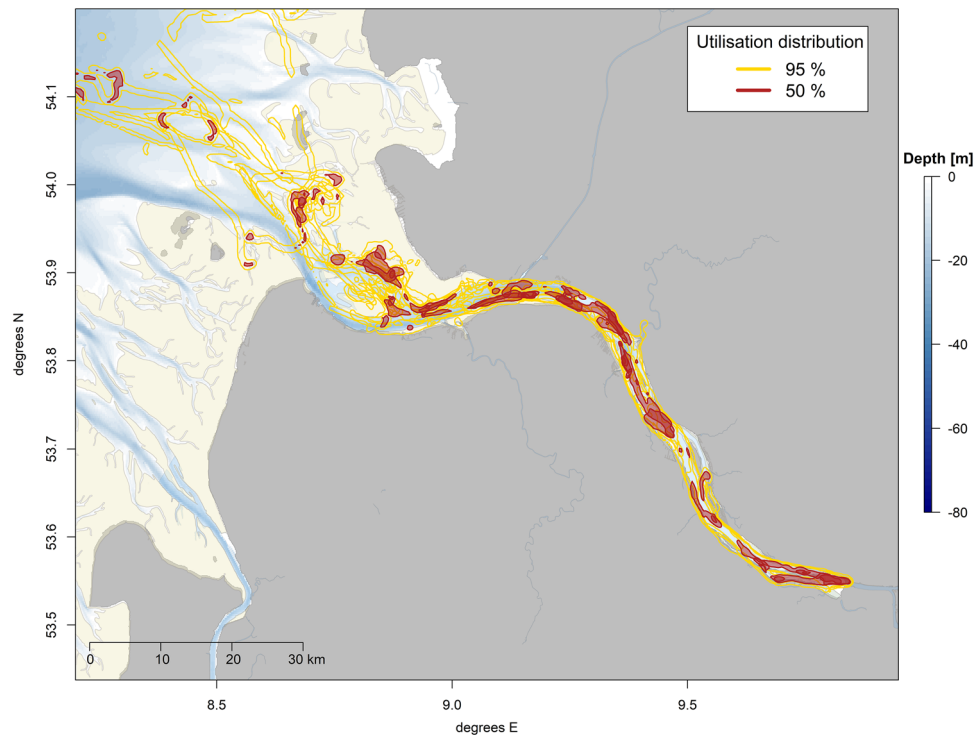 Utilisation distribution
95 %
50 %
Depth [m]
0
-20
-40
-60
-80
degrees N
54.1
54.0
53.9
53.8
53.7
53.6
53.5
0 10 20 30 km
8.5 9.0 9.5
degrees E